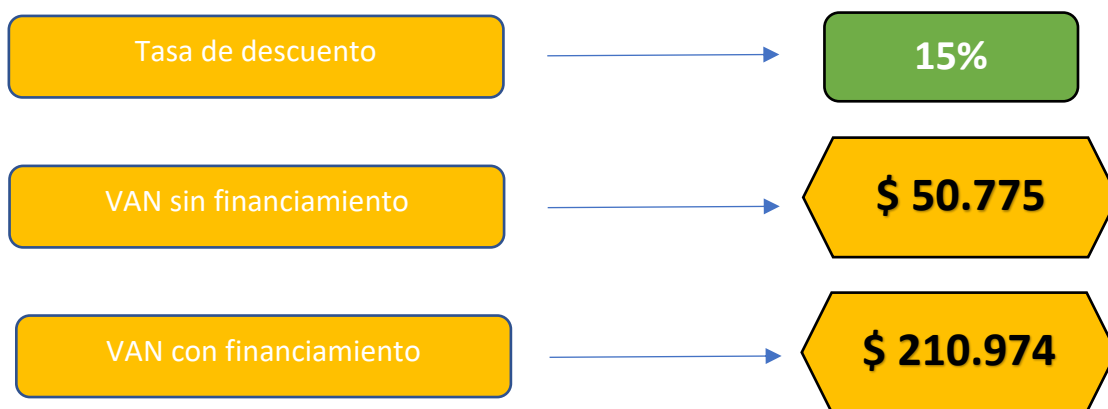 Tasa de descuento
15%
VAN sin financiamiento
$ 50.775
VAN con financiamiento
$ 210.974